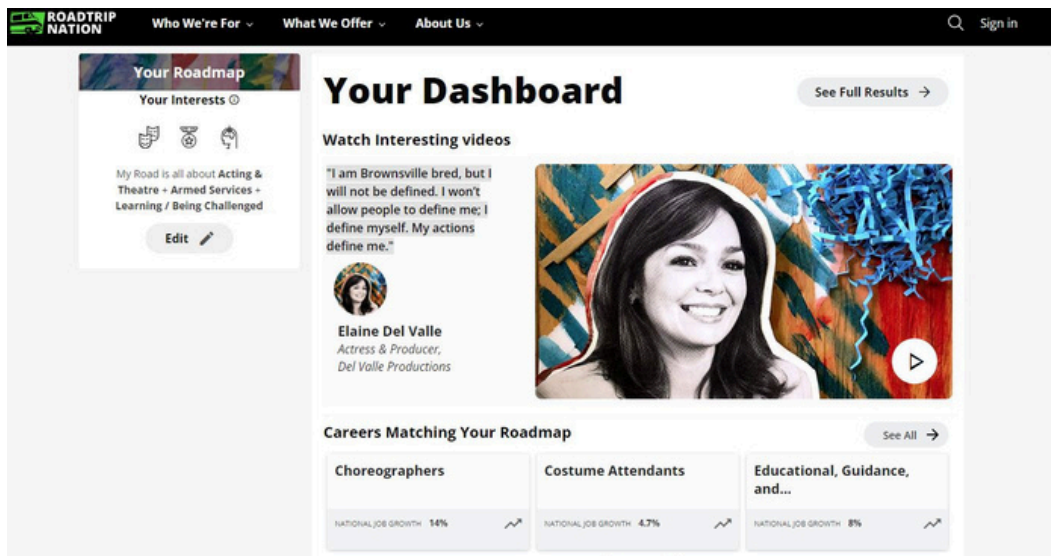 ROADTRIP
NATION
Who We're For
What We Offer
About Us
Sign in
Your Roadmap
Your Interests
My Road is all about Acting &
Theatre + Armed Services +
Learning / Being Challenged
Edit
Your Dashboard
See Full Results →
Watch Interesting videos
"I am Brownsville bred, but I
will not be defined. I won't
allow people to define me; I
define myself. My actions
define me."
Elaine Del Valle
Actress & Producer,
Del Valle Productions
Careers Matching Your Roadmap
See All →
Choreographers
NATIONAL JOB GROWTH 14%
Costume Attendants
NATIONAL JOB GROWTH 4.7%
Educational, Guidance,
and...
NATIONAL JOB GROWTH 8%